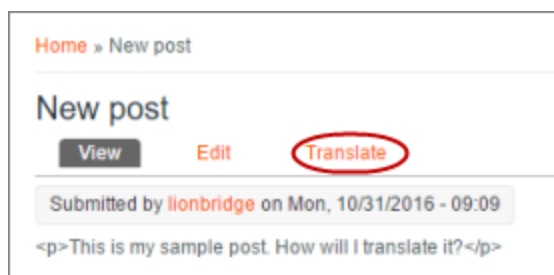 Home » New post
New post
View Edit Translate
Submitted by lionbridge on Mon, 10/31/2016 - 09:09
<p>This is my sample post. How will I translate it?</p>